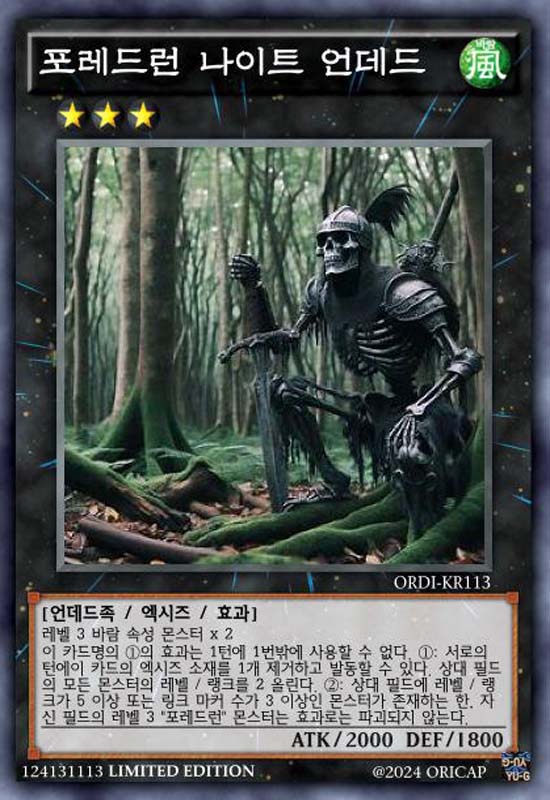 포레드런 나이트 언데드
바람
風
ORDI-KR113
[언데드족 / 엑시즈 / 효과]
레벨 3 바람 속성 몬스터 x 2
이 카드명의 ①의 효과는 1턴에 1번밖에 사용할 수 없다. ①: 서로의
턴에이 카드의 엑시즈 소재를 1개 제거하고 발동할 수 있다. 상대 필드
의 모든 몬스터의 레벨 / 랭크를 2 올린다. ②: 상대 필드에 레벨 / 랭
크가 5 이상 또는 링크 마커 수가 3 이상인 몬스터가 존재하는 한, 자
신 필드의 레벨 3 "포레드런" 몬스터는 효과로는 파괴되지 않는다.
ATK/2000 DEF/1800
124131113 LIMITED EDITION
@2024 ORICAP
YU-G